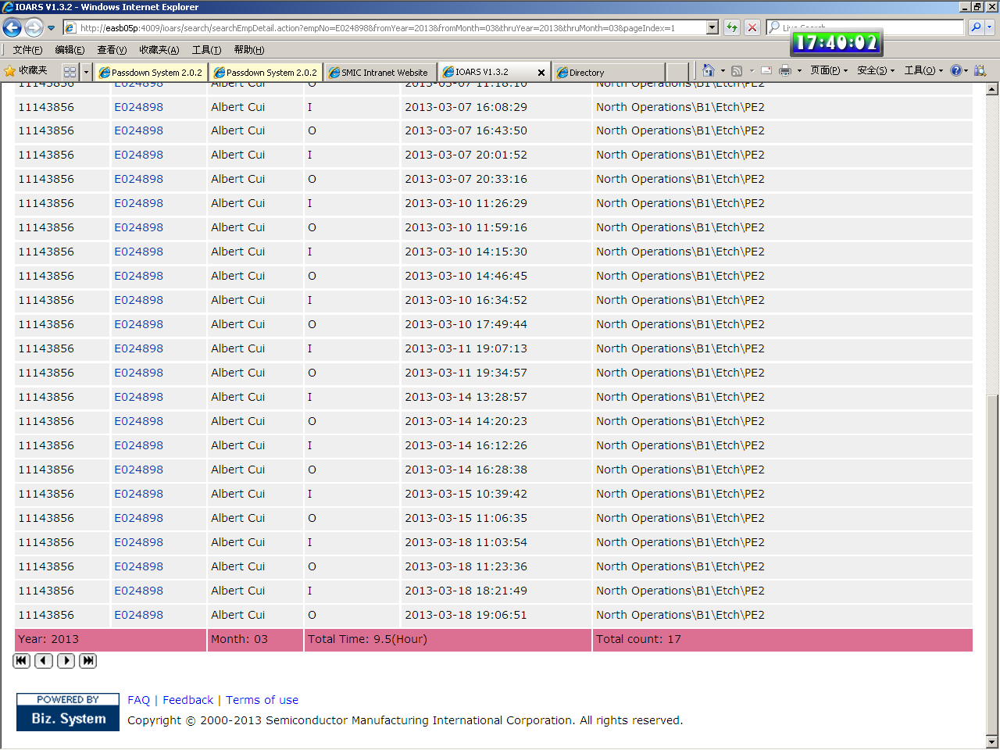 IOARS V1.3.2 - Windows Internet Explorer
http://easb05p:4009/ioars/search/searchEmpDetail.action?empNo=E024898&fromYear=2013&fromMonth=03&thruYear=2013&thruMonth=03&pageIndex=1
17:40:02
文件(F) 编辑(E) 查看(V) 收藏夹(A) 工具(T) 帮助(H)
收藏夹 Passdown System 2.0.2 Passdown System 2.0.2 SMIC Intranet Website IOARS V1.3.2 Directory 页面(P) 安全(S) 工具(O)
11143856 E024898 Albert Cui O 2013-03-07 11:18:10 North Operations\B1\Etch\PE2
11143856 E024898 Albert Cui I 2013-03-07 16:08:29 North Operations\B1\Etch\PE2
11143856 E024898 Albert Cui O 2013-03-07 16:43:50 North Operations\B1\Etch\PE2
11143856 E024898 Albert Cui I 2013-03-07 20:01:52 North Operations\B1\Etch\PE2
11143856 E024898 Albert Cui O 2013-03-07 20:33:16 North Operations\B1\Etch\PE2
11143856 E024898 Albert Cui I 2013-03-10 11:26:29 North Operations\B1\Etch\PE2
11143856 E024898 Albert Cui O 2013-03-10 11:59:16 North Operations\B1\Etch\PE2
11143856 E024898 Albert Cui I 2013-03-10 14:15:30 North Operations\B1\Etch\PE2
11143856 E024898 Albert Cui O 2013-03-10 14:46:45 North Operations\B1\Etch\PE2
11143856 E024898 Albert Cui I 2013-03-10 16:34:52 North Operations\B1\Etch\PE2
11143856 E024898 Albert Cui O 2013-03-10 17:49:44 North Operations\B1\Etch\PE2
11143856 E024898 Albert Cui I 2013-03-11 19:07:13 North Operations\B1\Etch\PE2
11143856 E024898 Albert Cui O 2013-03-11 19:34:57 North Operations\B1\Etch\PE2
11143856 E024898 Albert Cui I 2013-03-14 13:28:57 North Operations\B1\Etch\PE2
11143856 E024898 Albert Cui O 2013-03-14 14:20:23 North Operations\B1\Etch\PE2
11143856 E024898 Albert Cui I 2013-03-14 16:12:26 North Operations\B1\Etch\PE2
11143856 E024898 Albert Cui O 2013-03-14 16:28:38 North Operations\B1\Etch\PE2
11143856 E024898 Albert Cui I 2013-03-15 10:39:42 North Operations\B1\Etch\PE2
11143856 E024898 Albert Cui O 2013-03-15 11:06:35 North Operations\B1\Etch\PE2
11143856 E024898 Albert Cui I 2013-03-18 11:03:54 North Operations\B1\Etch\PE2
11143856 E024898 Albert Cui O 2013-03-18 11:23:36 North Operations\B1\Etch\PE2
11143856 E024898 Albert Cui I 2013-03-18 18:21:49 North Operations\B1\Etch\PE2
11143856 E024898 Albert Cui O 2013-03-18 19:06:51 North Operations\B1\Etch\PE2
Year: 2013 Month: 03 Total Time: 9.5(Hour) Total count: 17
POWERED BY
Biz. System
FAQ | Feedback | Terms of use
Copyright © 2000-2013 Semiconductor Manufacturing International Corporation. All rights reserved.